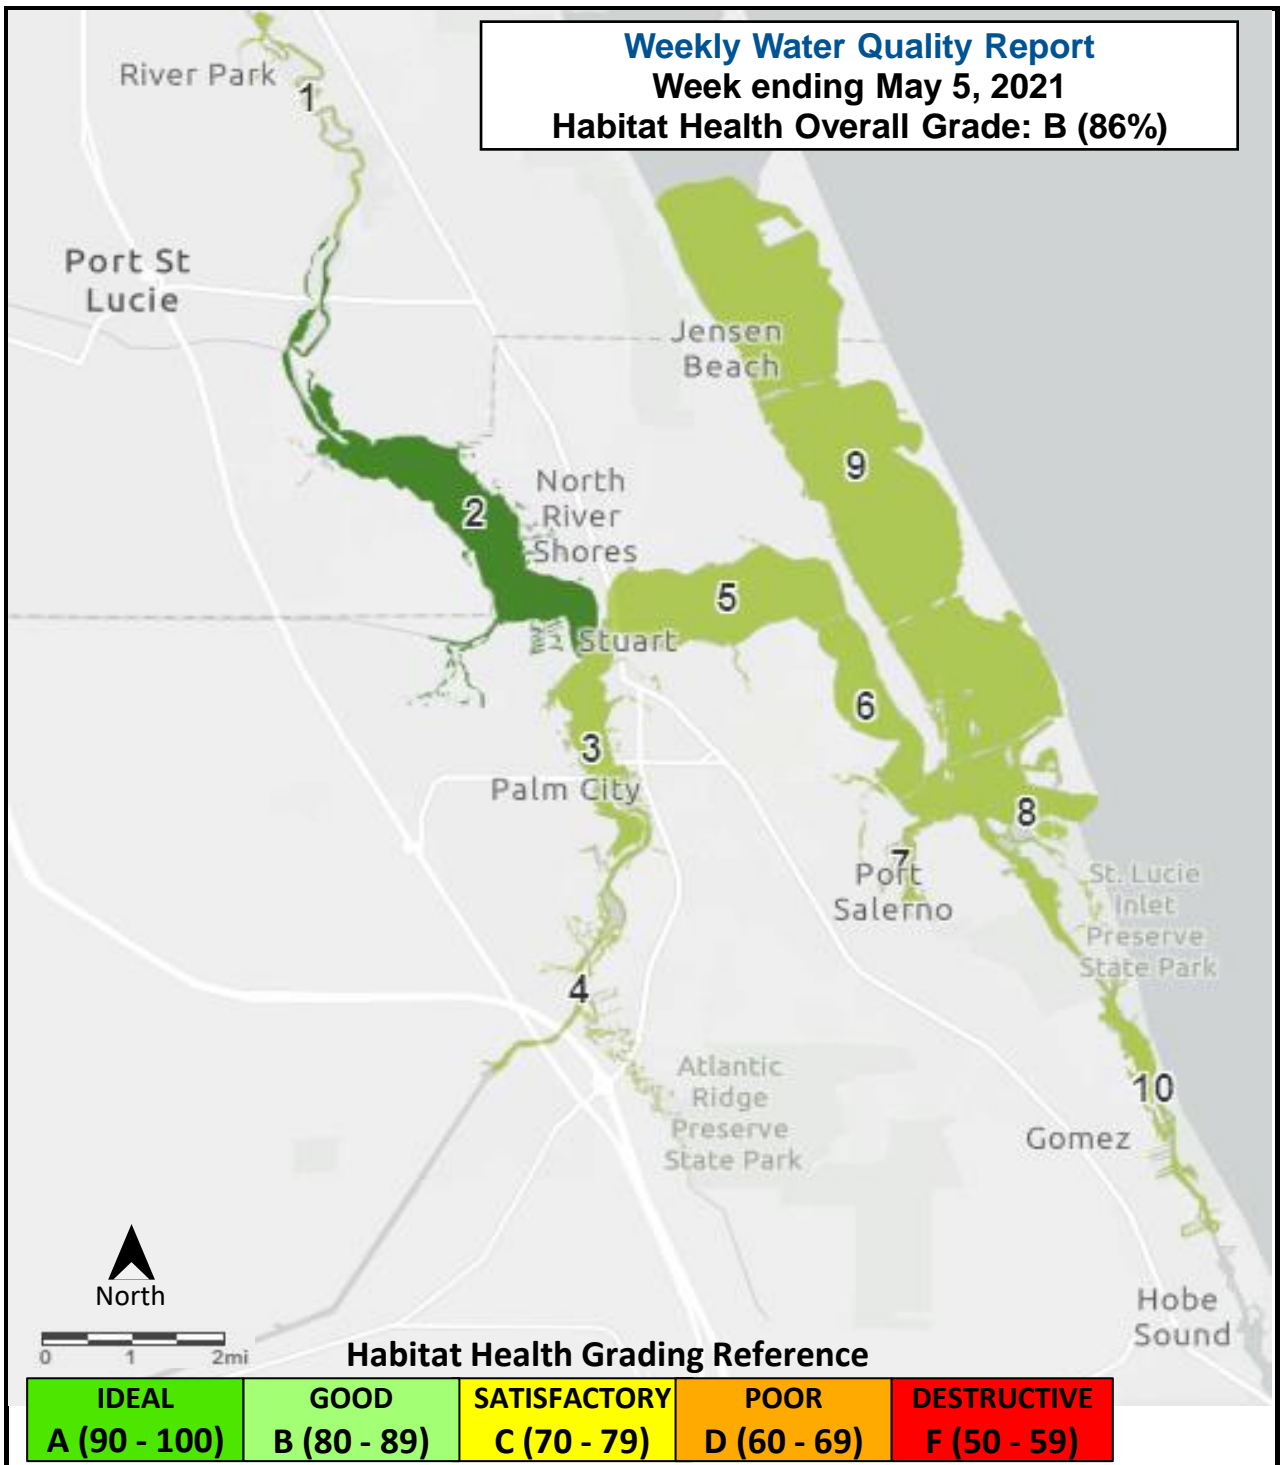 Weekly Water Quality Report
Week ending May 5, 2021
Habitat Health Overall Grade: B (86%)
River Park
1
Port St
Lucie
Jensen
Beach
9
North
River
Shores
2
5
Stuart
6
3
Palm City
8
7
Port
Salerno
St. Lucie
Inlet
Preserve
State Park
4
Atlantic
Ridge
Preserve
State Park
10
Gomez
North
Hobe
Sound
0 1 2mi
Habitat Health Grading Reference
IDEAL GOOD SATISFACTORY POOR DESTRUCTIVE
A (90 - 100) B (80 - 89) C (70 - 79) D (60 - 69) F (50 - 59)